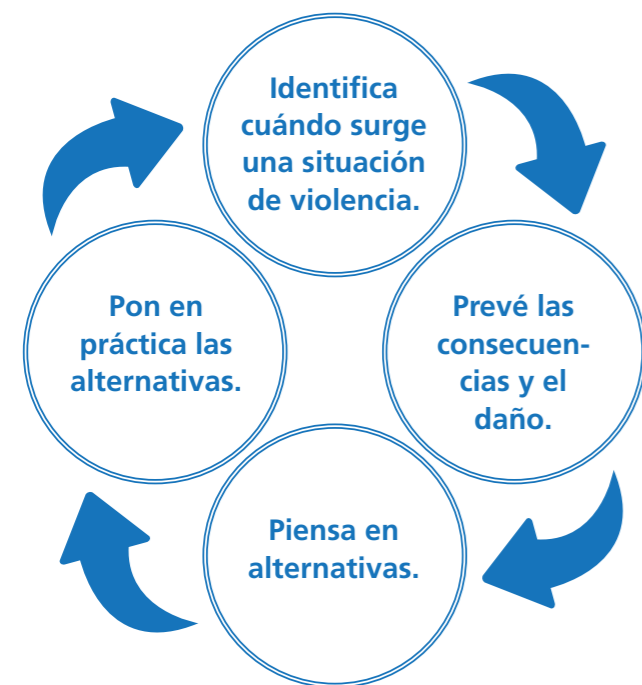 Identifica
cuándo surge
una situación
de violencia.
Prevé las
consecuen-
cias y el
daño.
Piensa en
alternativas.
Pon en
práctica las
alternativas.